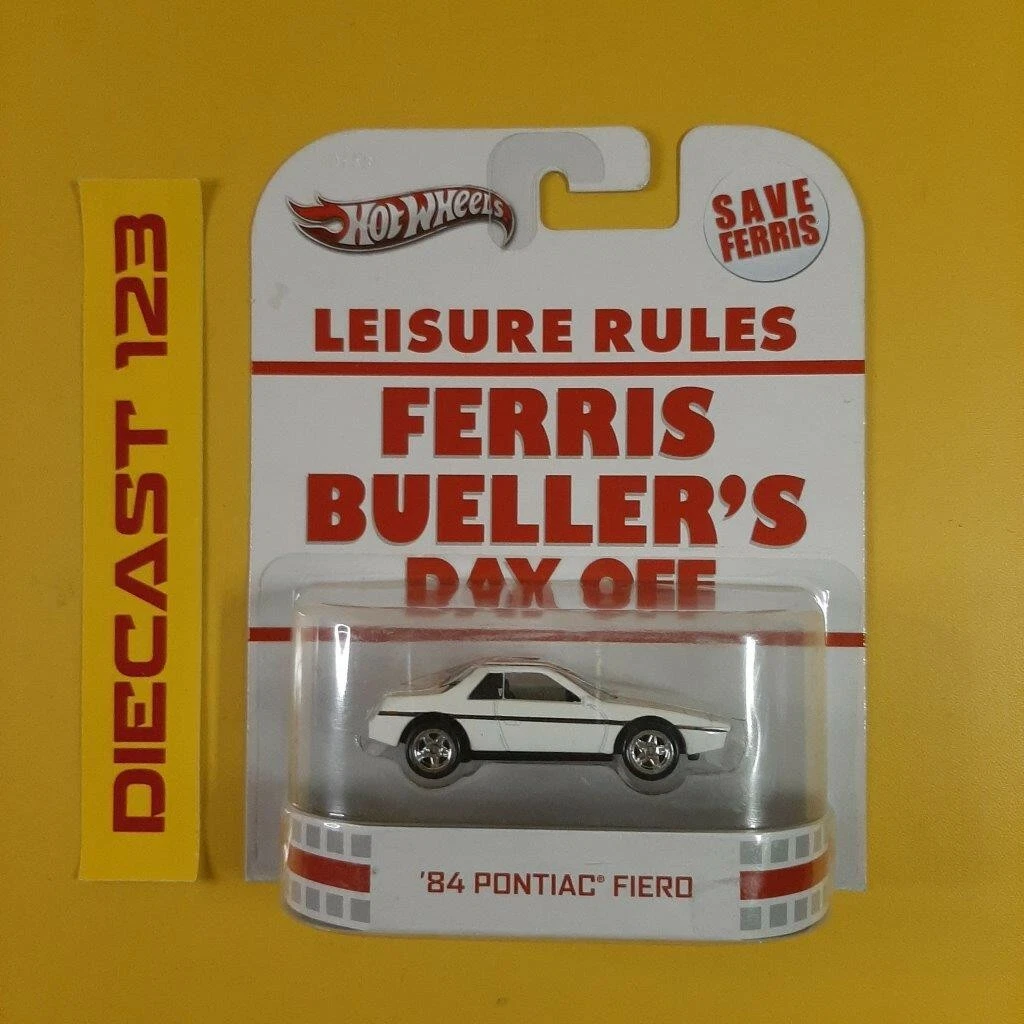 DIECAST 123
HOT WHEELS
SAVE
FERRIS
LEISURE RULES
FERRIS
BUELLER'S
DAY OFF
'84 PONTIAC® FIERO